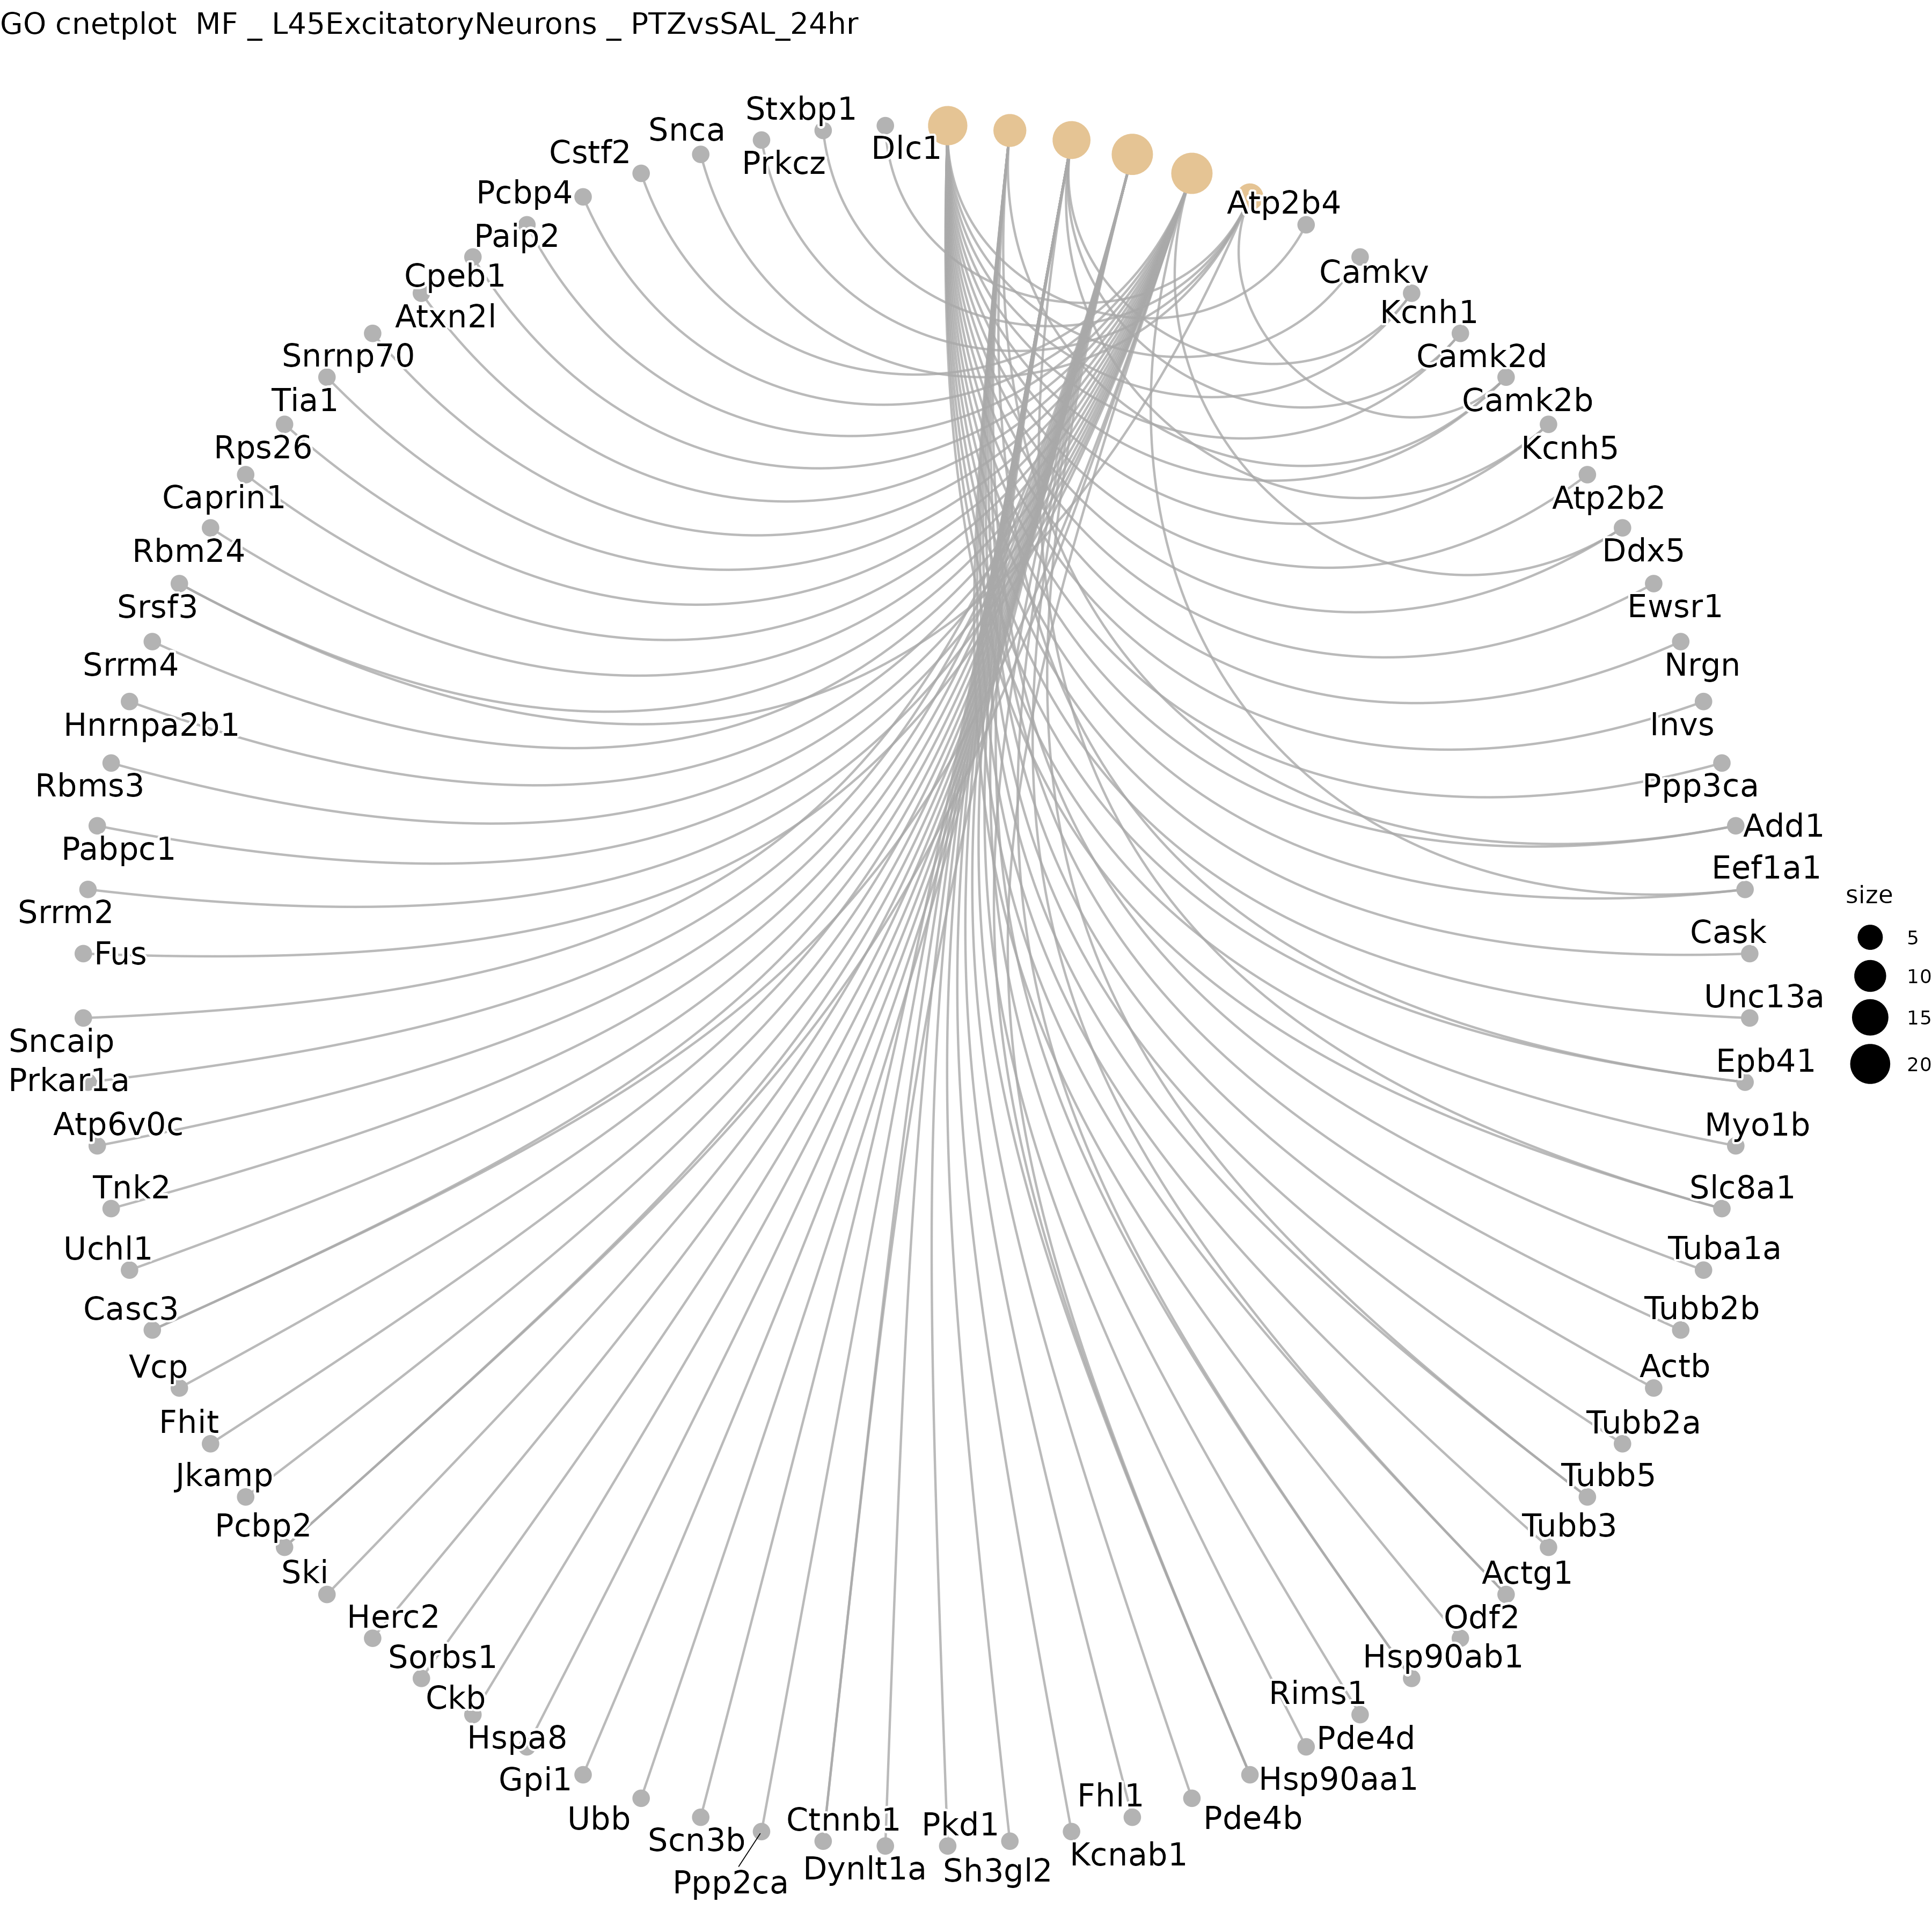 GO cnetplot  MF _ L45ExcitatoryNeurons _ PTZvsSAL_24hr
Stxbp1
Snca
Dlc1
Cstf2
Prkcz
Pcbp4
Atp2b4
Paip2
Camkv
Cpeb1
Kcnh1
Atxn2l
Snrnp70
Camk2d
Tia1
Camk2b
Rps26
Kcnh5
Caprin1
Atp2b2
Rbm24
Ddx5
Srsf3
Ewsr1
Srrm4
Nrgn
Hnrnpa2b1
Invs
Rbms3
Ppp3ca
Add1
Pabpc1
Eef1a1
size
Srrm2
Cask
5
Fus
10
Unc13a
15
Sncaip
Epb41
20
Prkar1a
Atp6v0c
Myo1b
Tnk2
Slc8a1
Uchl1
Tuba1a
Casc3
Tubb2b
Vcp
Actb
Fhit
Tubb2a
Jkamp
Tubb5
Pcbp2
Tubb3
Ski
Actg1
Herc2
Odf2
Sorbs1
Hsp90ab1
Ckb
Rims1
Hspa8
Pde4d
Gpi1
Hsp90aa1
Fhl1
Ubb
Ctnnb1
Pkd1
Pde4b
Scn3b
Kcnab1
Dynlt1a
Sh3gl2
Ppp2ca